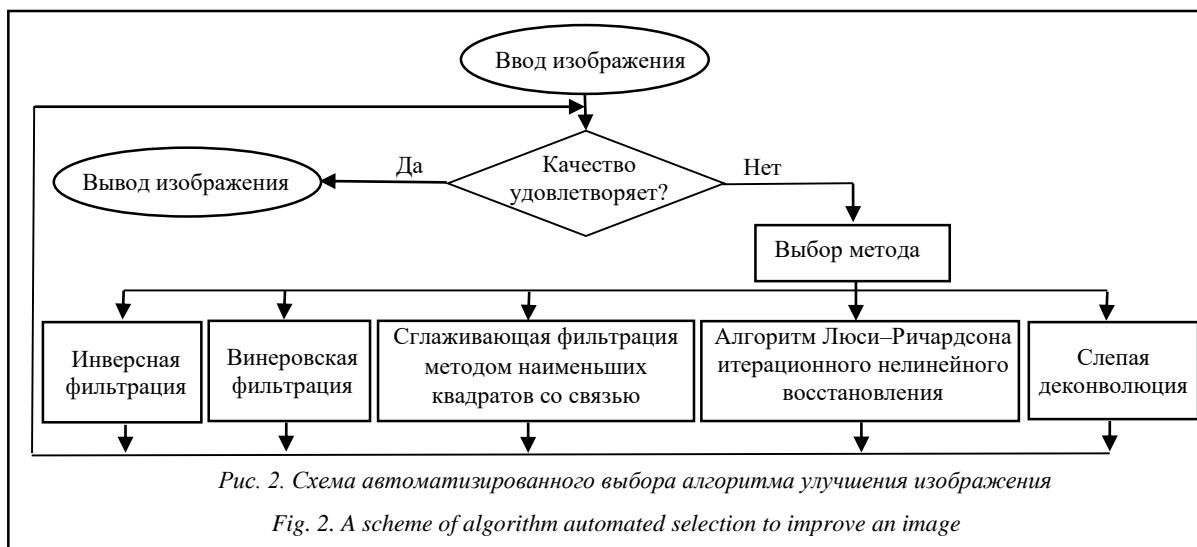 Ввод изображения
Да
Качество
удовлетворяет?
Нет
Вывод изображения
Выбор метода
Инверсная
фильтрация
Винеровская
фильтрация
Сглаживающая фильтрация
методом наименьших
квадратов со связью
Алгоритм Люси–Ричардсона
итерационного нелинейного
восстановления
Слепая
деконволюция
Рис. 2. Схема автоматизированного выбора алгоритма улучшения изображения
Fig. 2. A scheme of algorithm automated selection to improve an image